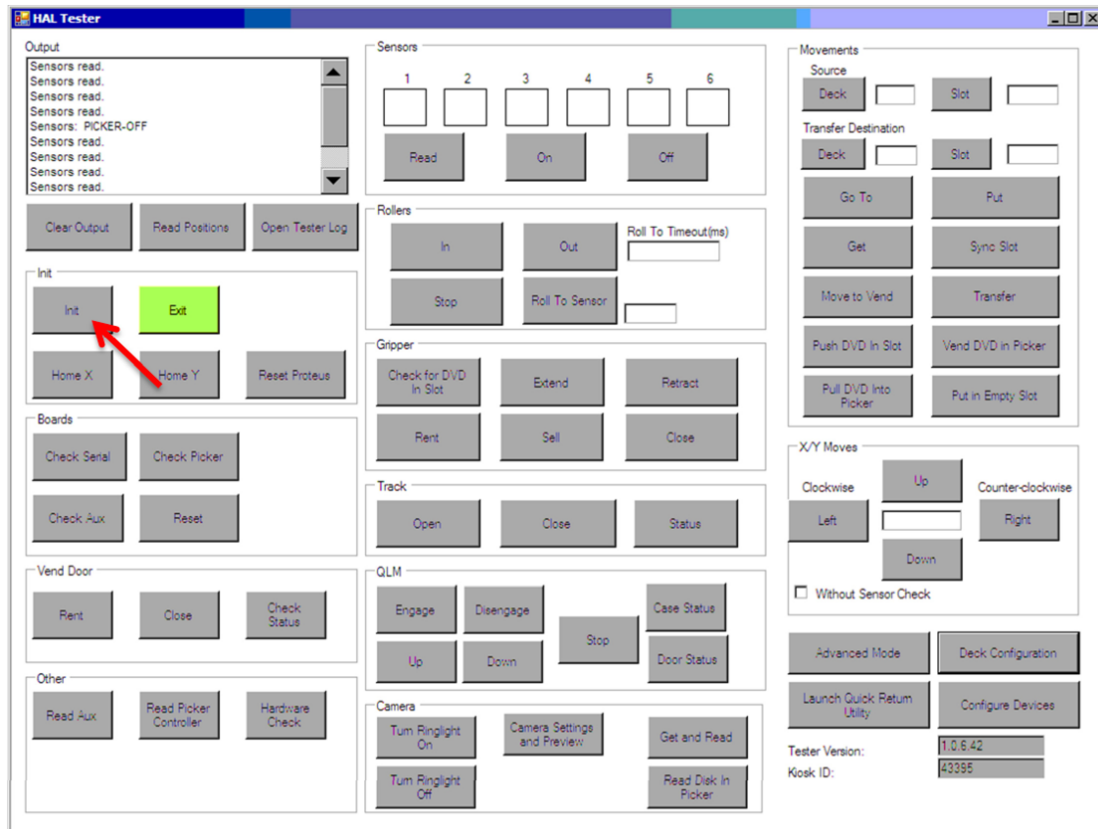 HAL Tester
Output
Sensors read.
Sensors read.
Sensors read.
Sensors read.
Sensors: PICKER-OFF
Sensors read.
Sensors read.
Sensors read.
Sensors read.
Clear Output
Read Positions
Open Tester Log
Init
Init
Exit
Home X
Home Y
Reset Proteus
Boards
Check Serial
Check Picker
Check Aux
Reset
Vend Door
Rent
Close
Check
Status
Other
Read Aux
Read Picker
Controller
Hardware
Check
Sensors
1 2 3 4 5 6
Read
On
Off
Rollers
In
Out
Roll To Timeout(ms)
Stop
Roll To Sensor
Gripper
Check for DVD
In Slot
Extend
Retract
Rent
Sell
Close
Track
Open
Close
Status
QLM
Engage
Disengage
Stop
Case Status
Up
Down
Door Status
Camera
Turn Ringlight
On
Camera Settings
and Preview
Get and Read
Turn Ringlight
Off
Read Disk In
Picker
Movements
Source
Deck
Slot
Transfer Destination
Deck
Slot
Go To
Put
Get
Sync Slot
Move to Vend
Transfer
Push DVD In Slot
Vend DVD in Picker
Pull DVD Into
Picker
Put in Empty Slot
X/Y Moves
Up
Clockwise
Counter-clockwise
Left
Right
Down
Without Sensor Check
Advanced Mode
Deck Configuration
Launch Quick Return
Utility
Configure Devices
Tester Version:
1.0.6.42
Kiosk ID:
43395